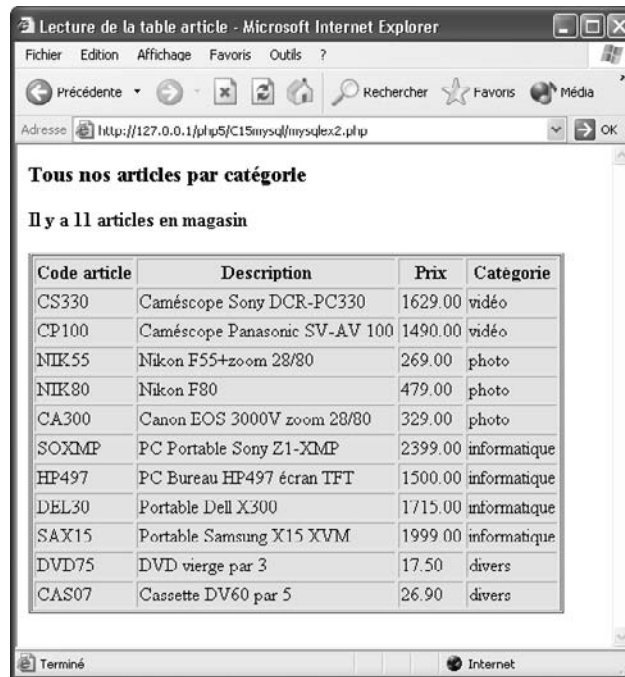 Lecture de la table article - Microsoft Internet Explorer
Fichier Edition Affichage Favoris Outils ?
Précédente Rechercher Favoris Média
Adresse http://127.0.0.1/php5/C15mysql/mysqlex2.php OK
Tous nos articles par catégorie
Il y a 11 articles en magasin
Code article Description Prix Catégorie
CS330 Caméscope Sony DCR-PC330 1629.00 vidéo
CP100 Caméscope Panasonic SV-AV 100 1490.00 vidéo
NIK55 Nikon F55+zoom 28/80 269.00 photo
NIK80 Nikon F80 479.00 photo
CA300 Canon EOS 3000V zoom 28/80 329.00 photo
SOXMP PC Portable Sony Z1-XMP 2399.00 informatique
HP497 PC Bureau HP497 écran TFT 1500.00 informatique
DEL30 Portable Dell X300 1715.00 informatique
SAX15 Portable Samsung X15 XVM 1999.00 informatique
DVD75 DVD vierge par 3 17.50 divers
CAS07 Cassette DV60 par 5 26.90 divers
Terminé Internet